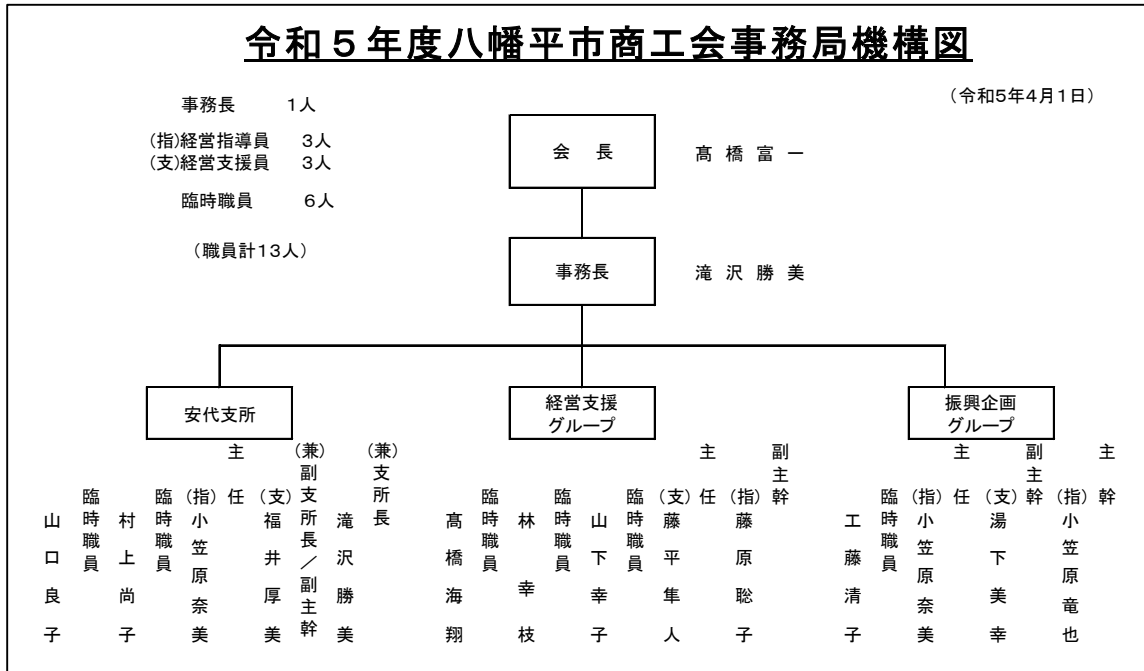 令和５年度八幡平市商工会事務局機構図
（令和5年4月1日）
事務長　1人
(指)経営指導員　3人
(支)経営支援員　3人
臨時職員　6人
（職員計13人）
会　長
髙橋富一
事務長
滝沢勝美
振興企画
グループ
主幹
(指)小笠原竜也
副主幹
(支)湯下美幸
主任
(指)小笠原奈美
臨時職員
工藤清子
経営支援
グループ
副主幹
(指)藤原聡子
主任
(支)藤平隼人
臨時職員
山下幸子
臨時職員
林幸枝
臨時職員
髙橋海翔
安代支所
(兼)支所長
滝沢勝美
(兼)副支所長／副主幹
(支)福井厚美
主任
(指)小笠原奈美
臨時職員
村上尚子
臨時職員
山口良子